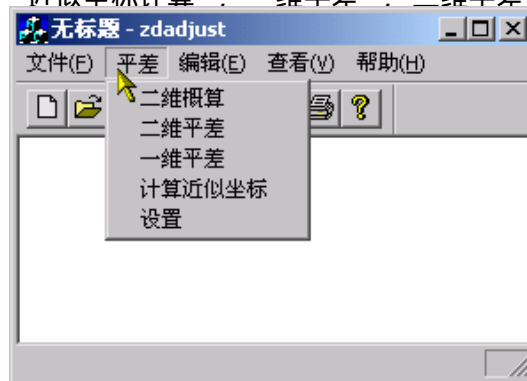 无标题 - zdadjust
文件(F) 平差 编辑(E) 查看(V) 帮助(H)
二维概算
二维平差
一维平差
计算近似坐标
设置